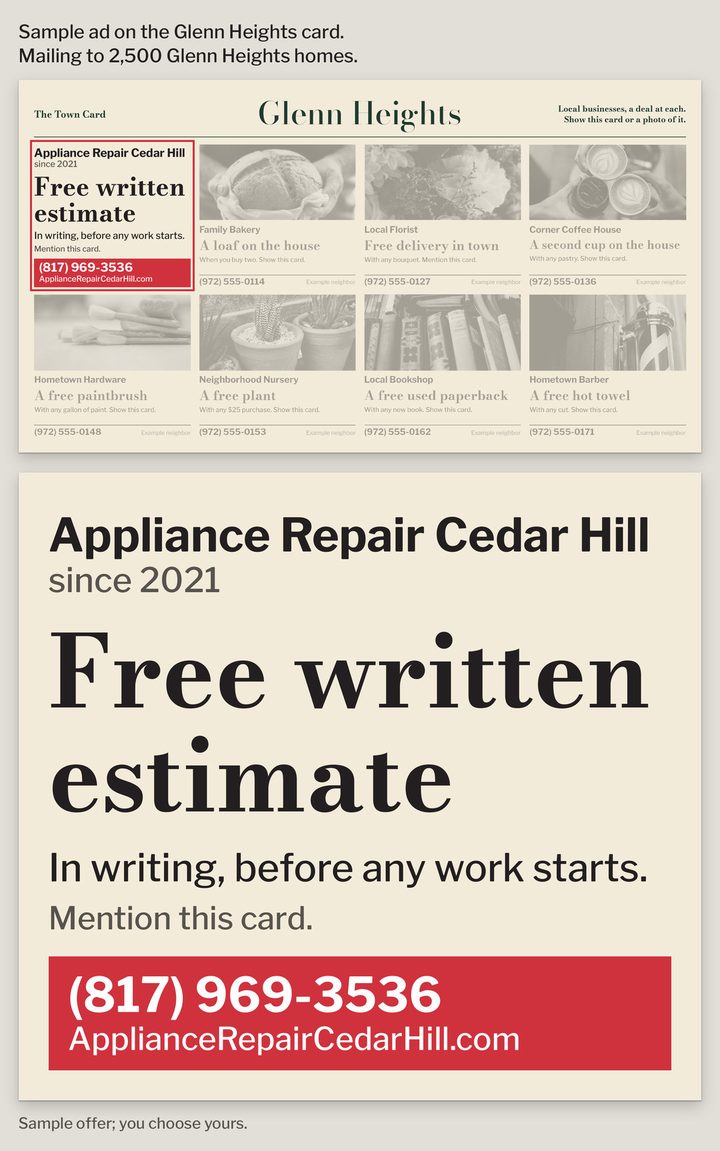 Sample ad on the Glenn Heights card.
Mailing to 2,500 Glenn Heights homes.
The Town Card
Glenn Heights
Local businesses, a deal at each.
Show this card or a photo of it.
Appliance Repair Cedar Hill
since 2021
Free written
estimate
In writing, before any work starts.
Mention this card.
(817) 969-3536
ApplianceRepairCedarHill.com
Family Bakery
A loaf on the house
When you buy two. Show this card.
(972) 555-0114
Example neighbor
Local Florist
Free delivery in town
With any bouquet. Mention this card.
(972) 555-0127
Example neighbor
Corner Coffee House
A second cup on the house
With any pastry. Show this card.
(972) 555-0136
Example neighbor
Hometown Hardware
A free paintbrush
With any gallon of paint. Show this card.
(972) 555-0148
Example neighbor
Neighborhood Nursery
A free plant
With any $25 purchase. Show this card.
(972) 555-0153
Example neighbor
Local Bookshop
A free used paperback
With any new book. Show this card.
(972) 555-0162
Example neighbor
Hometown Barber
A free hot towel
With any cut. Show this card.
(972) 555-0171
Example neighbor
Appliance Repair Cedar Hill
since 2021
Free written
estimate
In writing, before any work starts.
Mention this card.
(817) 969-3536
ApplianceRepairCedarHill.com
Sample offer; you choose yours.